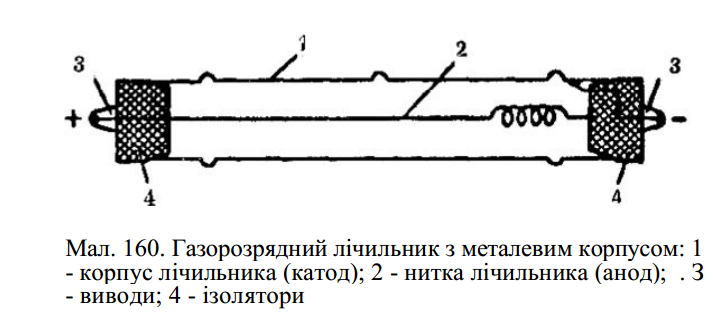 1
2
3
3
+
-
4
4
Мал. 160. Газорозрядний лічильник з металевим корпусом: 1
- корпус лічильника (катод); 2 - нитка лічильника (анод);  . 3
- виводи; 4 - ізолятори